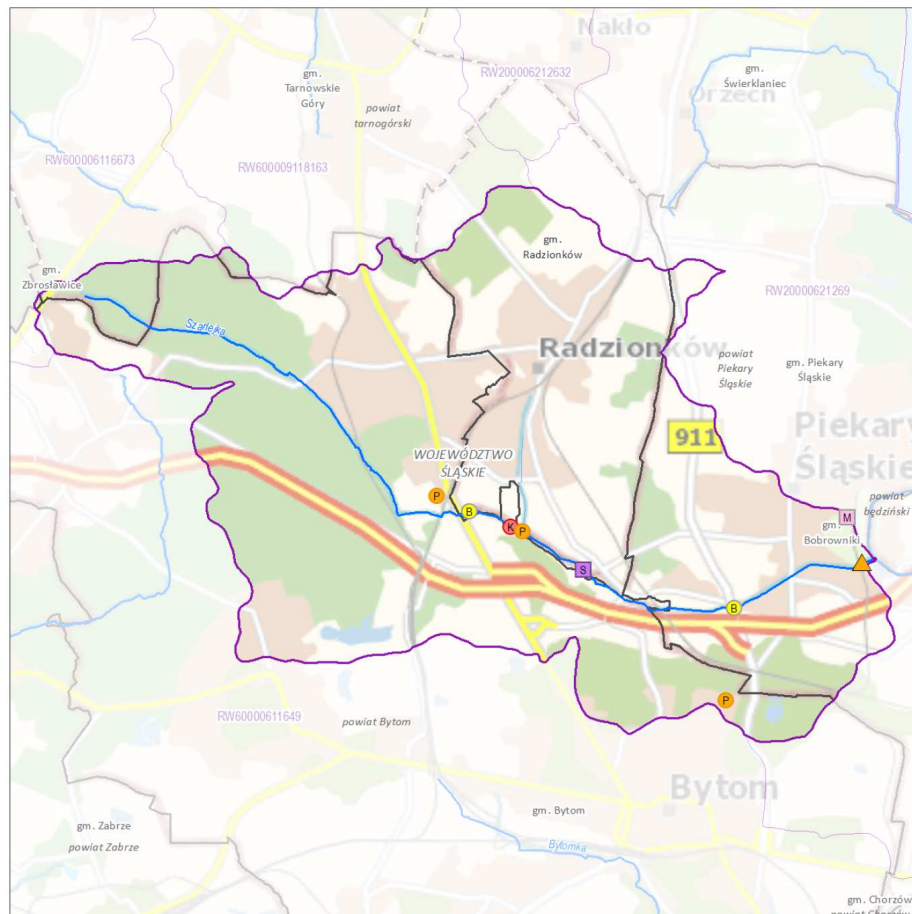 Nakło
RW200006212632
gm.
Świerklaniec
gm.
Tarnowskie
Góry
Orzech
powiat
tarnogórski
RW600006116673
RW600009118163
gm.
Radzionków
gm.
Zbrosławice
RW20000621269
Szarlejka
Radzionków
powiat
Piekary
Śląskie
gm. Piekary
Śląskie
911
Piekary
Śląskie
WOJEWÓDZTWO
ŚLĄSKIE
P
powiat
będziński
B
M
K
P
gm.
Bobrowniki
S
B
P
RW60000611649
powiat Bytom
Bytom
gm. Bytom
gm. Zabrze
powiat Zabrze
Bytomka
gm. Chorzów